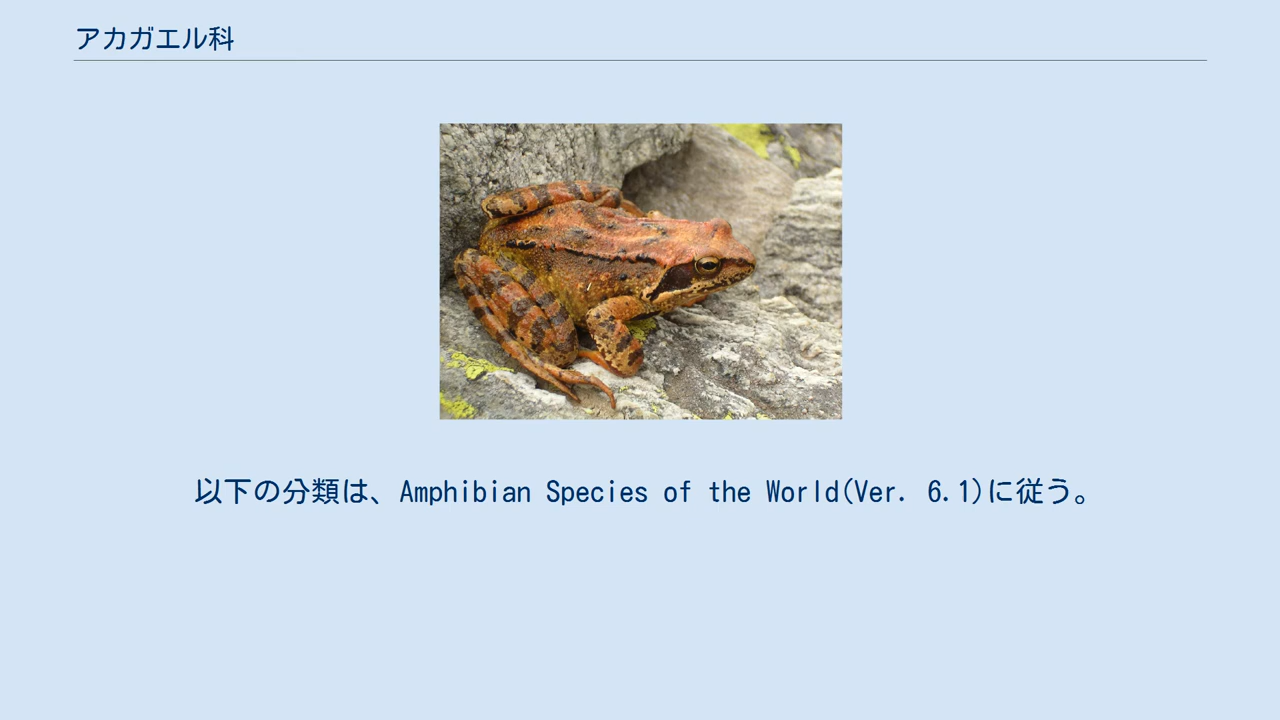 アカガエル科
以下の分類は、Amphibian Species of the World(Ver. 6.1)に従う。